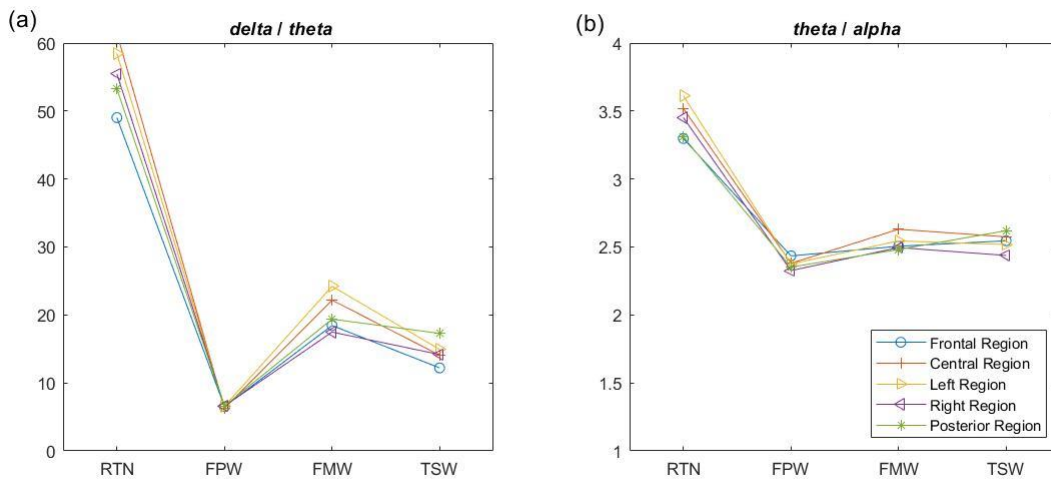 (a)
delta / theta
60
50
40
30
20
10
0
RTN FPW FMW TSW
(b)
theta / alpha
4
3.5
3
2.5
2
1.5
1
RTN FPW FMW TSW
Frontal Region
Central Region
Left Region
Right Region
Posterior Region